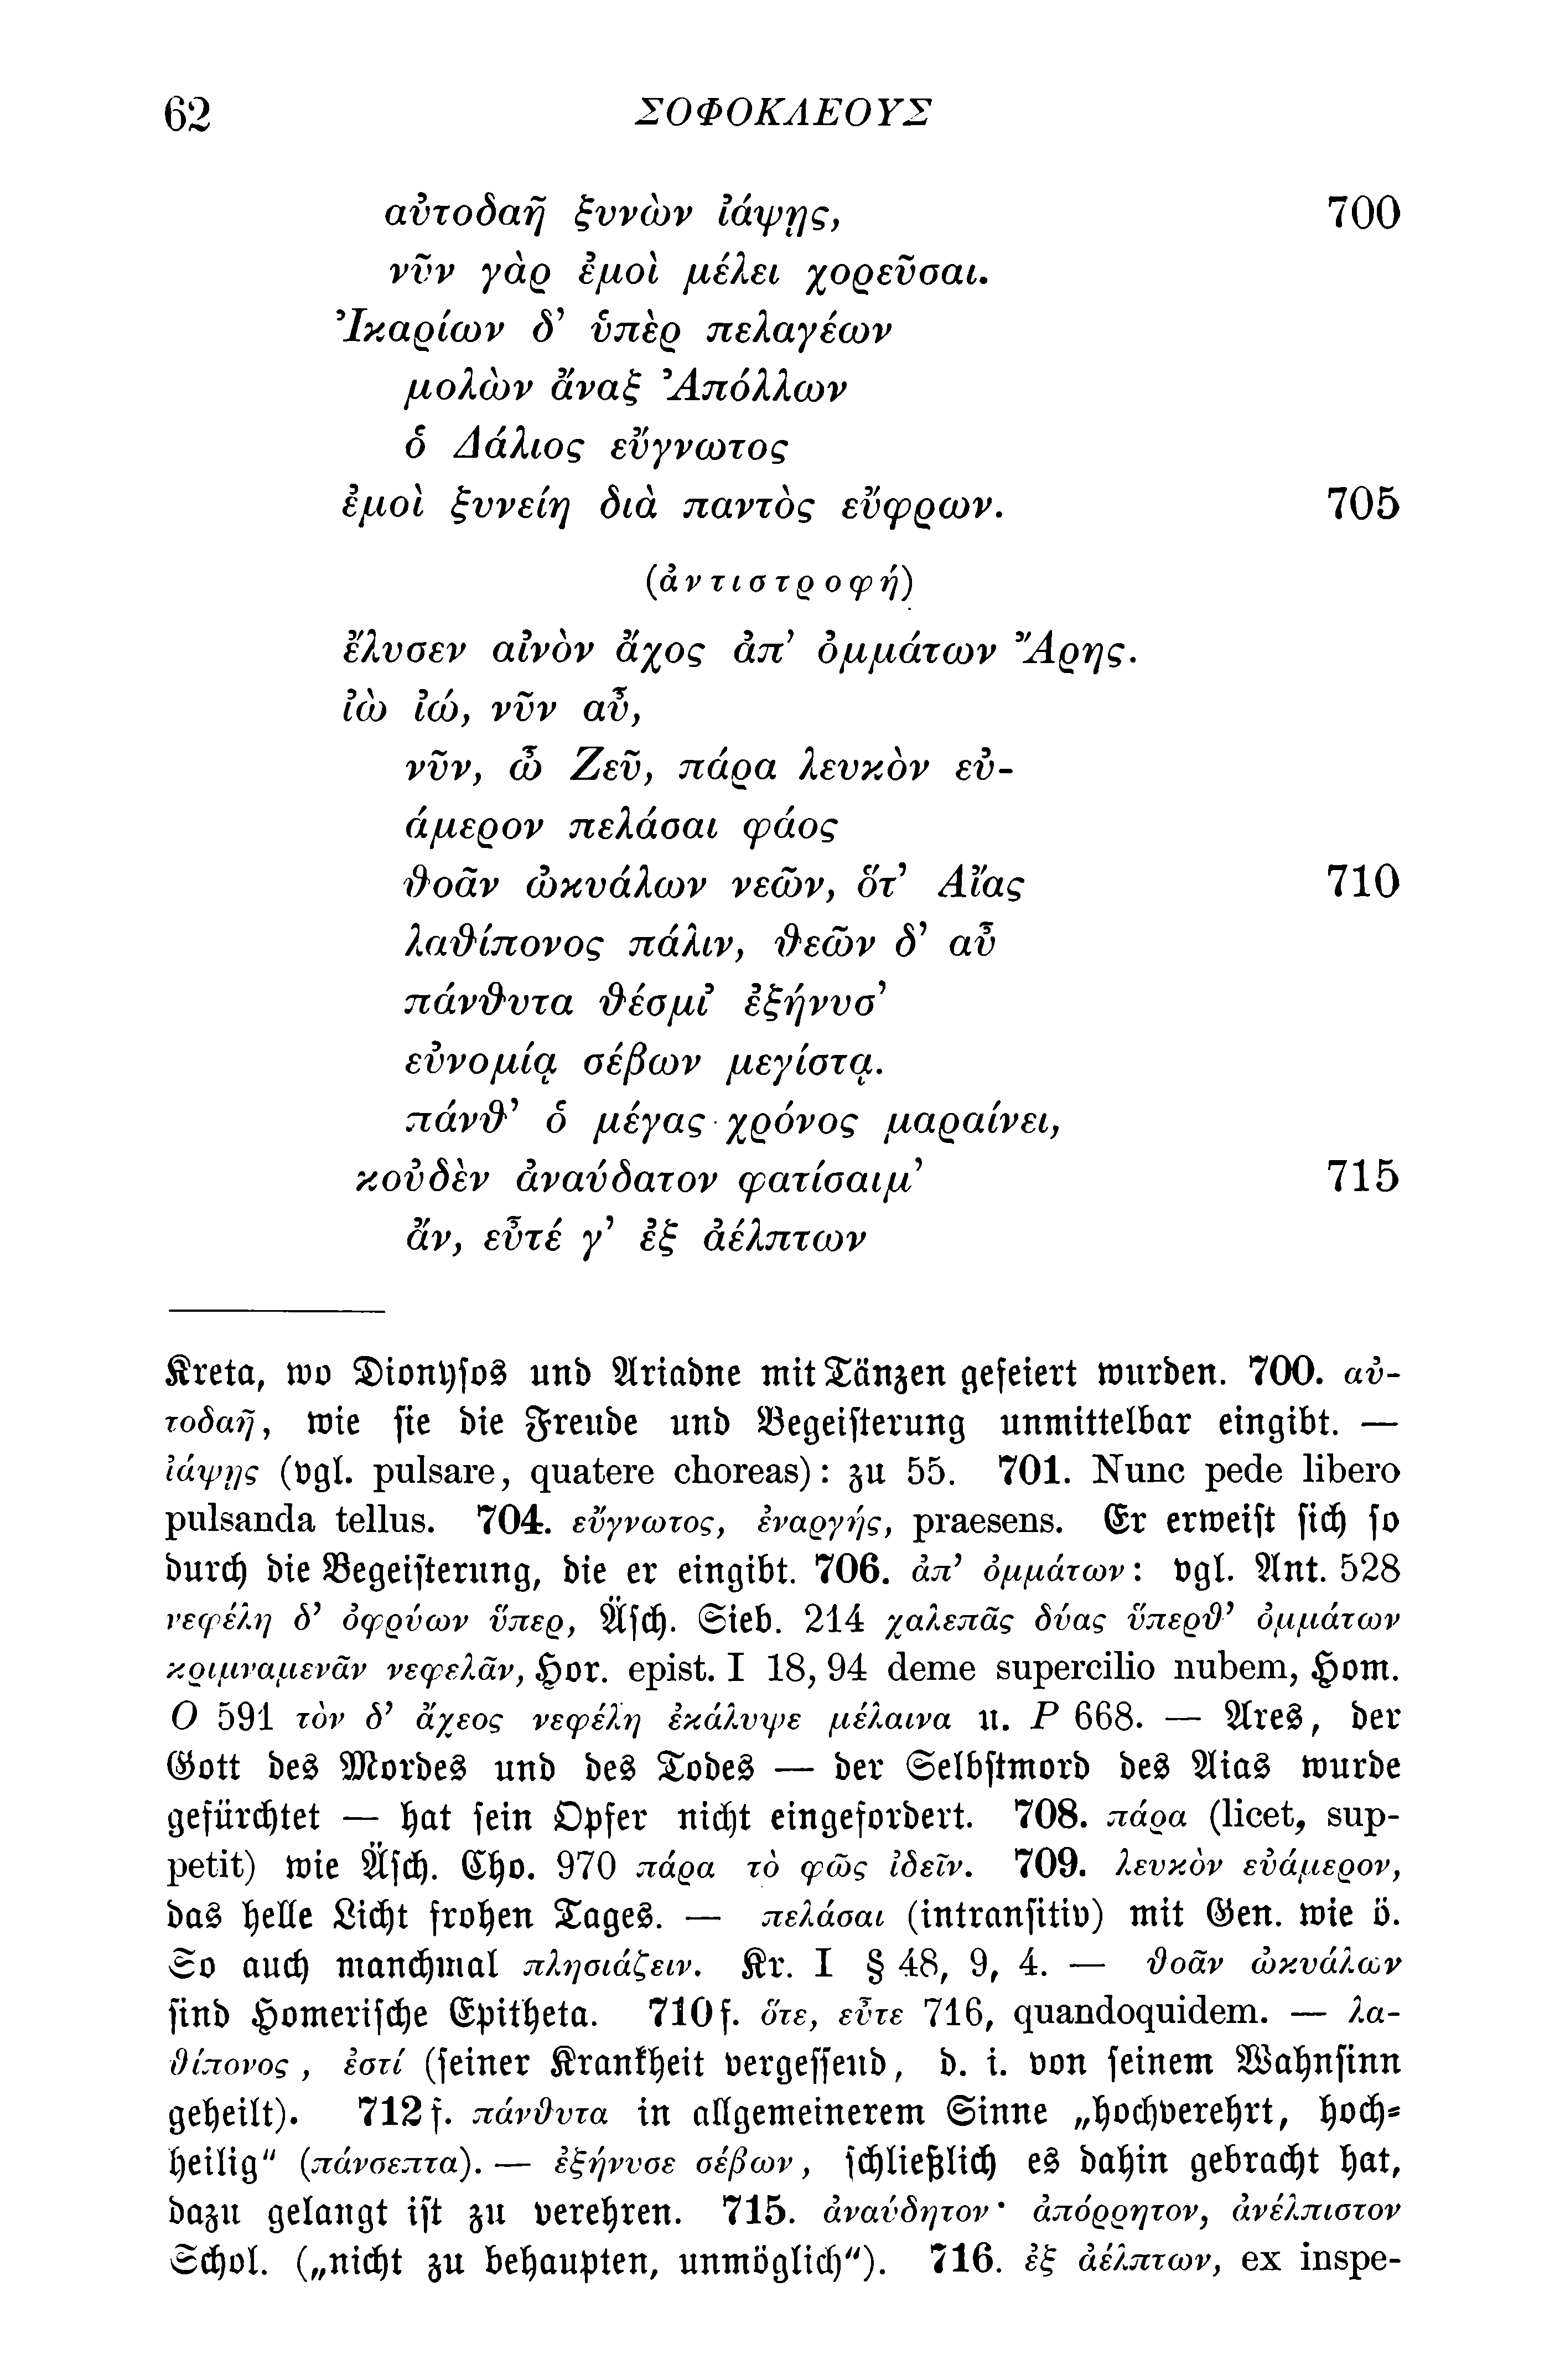 62 ΣΟΦΟΚΛΕΟΥΣ
αὐτοδαῆ ξυνὼν ἰάψῃς, 700
νῦν γὰρ ἐμοὶ μέλει χορεῦσαι.
Ἰκαρίων δ’ ὑπὲρ πελαγέων
μολὼν ἄναξ Ἀπόλλων
ὁ Δάλιος εὔγνωτος
ἐμοὶ ξυνείη διὰ παντὸς εὔφρων. 705
(ἀντιστροφή)
ἔλυσεν αἰνὸν ἄχος ἀπ’ ὀμμάτων Ἄρης.
ἰὼ ἰώ, νῦν αὖ,
νῦν, ὦ Ζεῦ, πάρα λευκὸν εὐ-
άμερον πελάσαι φάος
θοᾶν ὠκυάλων νεῶν, ὅτ’ Αἴας 710
λαθίπονος πάλιν, θεῶν δ’ αὖ
πάνθυτα θέσμι’ ἐξήνυσ’
εὐνομίᾳ σέβων μεγίστᾳ.
πάνθ’ ὁ μέγας χρόνος μαραίνει,
κοὐδὲν ἀναύδατον φατίσαιμ’ 715
ἄν, εὖτέ γ’ ἐξ ἀέλπτων
Kreta, wo Dionysos und Ariadne mit Tänzen gefeiert wurden. 700. αὐ-
τοδαῆ, wie sie die Freude und Begeisterung unmittelbar eingibt. —
ἰάψῃς (vgl. pulsare, quatere choreas): zu 55. 701. Nunc pede libero
pulsanda tellus. 704. εὔγνωτος, ἐναργής, praesens. Er erweist sich so
durch die Begeisterung, die er eingibt. 706. ἀπ’ ὀμμάτων: vgl. Ant. 528
νεφέλη δ’ ὀφρύων ὕπερ, Äsch. Sieb. 214 χαλεπᾶς δύας ὕπερθ’ ὀμμάτων
κριμναμενᾶν νεφελᾶν, Hor. epist. I 18, 94 deme supercilio nubem, Hom.
Ο 591 τὸν δ’ ἄχεος νεφέλη ἐκάλυψε μέλαινα u. Ρ 668. — Ares, der
Gott des Mordes und des Todes — der Selbstmord des Aias wurde
gefürchtet — hat sein Opfer nicht eingefordert. 708. πάρα (licet, sup-
petit) wie Äsch. Cho. 970 πάρα τὸ φῶς ἰδεῖν. 709. λευκὸν εὐάμερον,
das helle Licht frohen Tages. — πελάσαι (intransitiv) mit Gen. wie ö.
So auch manchmal πλησιάζειν. Kr. I § 48, 9, 4. — θοᾶν ὠκυάλων
sind Homerische Epitheta. 710 f. ὅτε, εὖτε 716, quandoquidem. — λα-
θίπονος, ἐστί (seiner Krankheit vergessend, d. i. von seinem Wahnsinn
geheilt). 712 f. πάνθυτα in allgemeinerem Sinne „hochverehrt, hoch-
heilig" (πάνσεπτα). — ἐξήνυσε σέβων, schließlich es dahin gebracht hat,
dazu gelangt ist zu verehren. 715. ἀναύδητον· ἀπόρρητον, ἀνέλπιστον
Schol. („nicht zu behaupten, unmöglich"). 716. ἐξ ἀέλπτων, ex inspe-